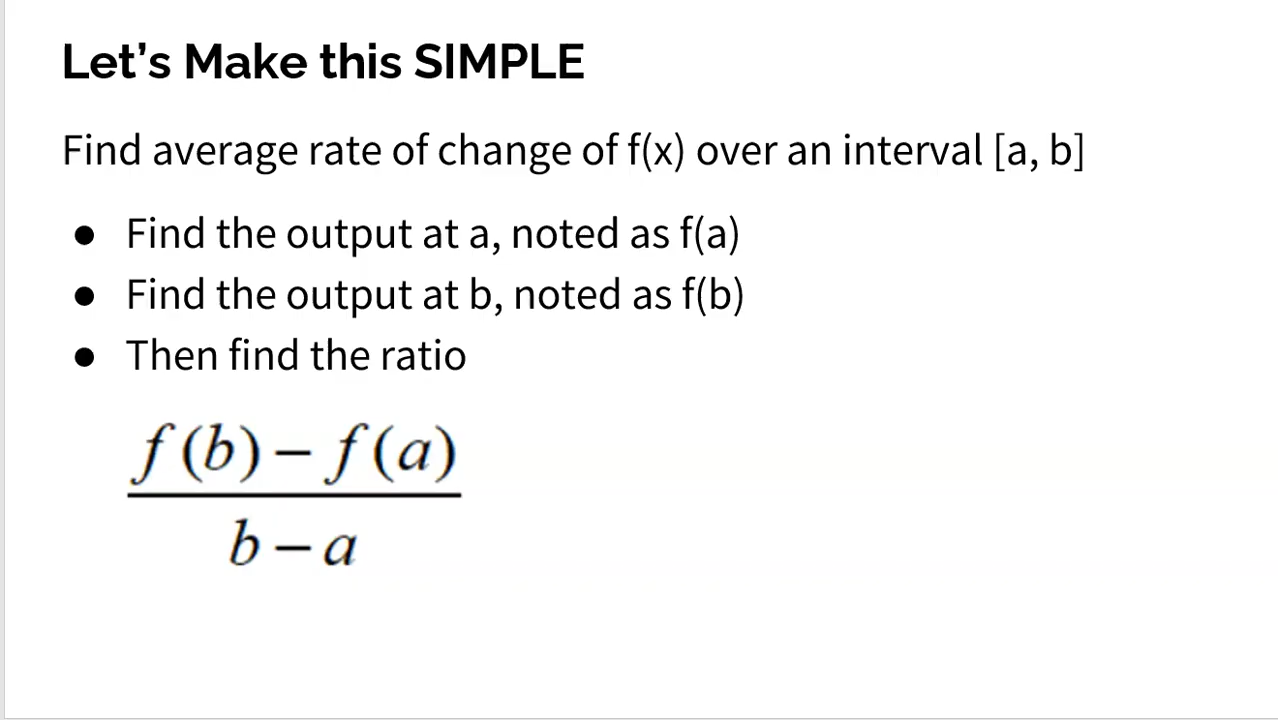 Let’s Make this SIMPLE
Find average rate of change of f(x) over an interval [a, b]
● Find the output at a, noted as f(a)
● Find the output at b, noted as f(b)
● Then find the ratio
f(b) – f(a)
b – a